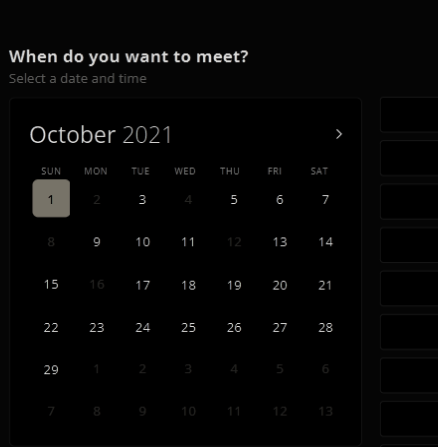 When do you want to meet?
Select a date and time
October 2021
SUN MON TUE WED THU FRI SAT
1 2 3 4 5 6 7
8 9 10 11 12 13 14
15 16 17 18 19 20 21
22 23 24 25 26 27 28
29 1 2 3 4 5 6
7 8 9 10 11 12 13